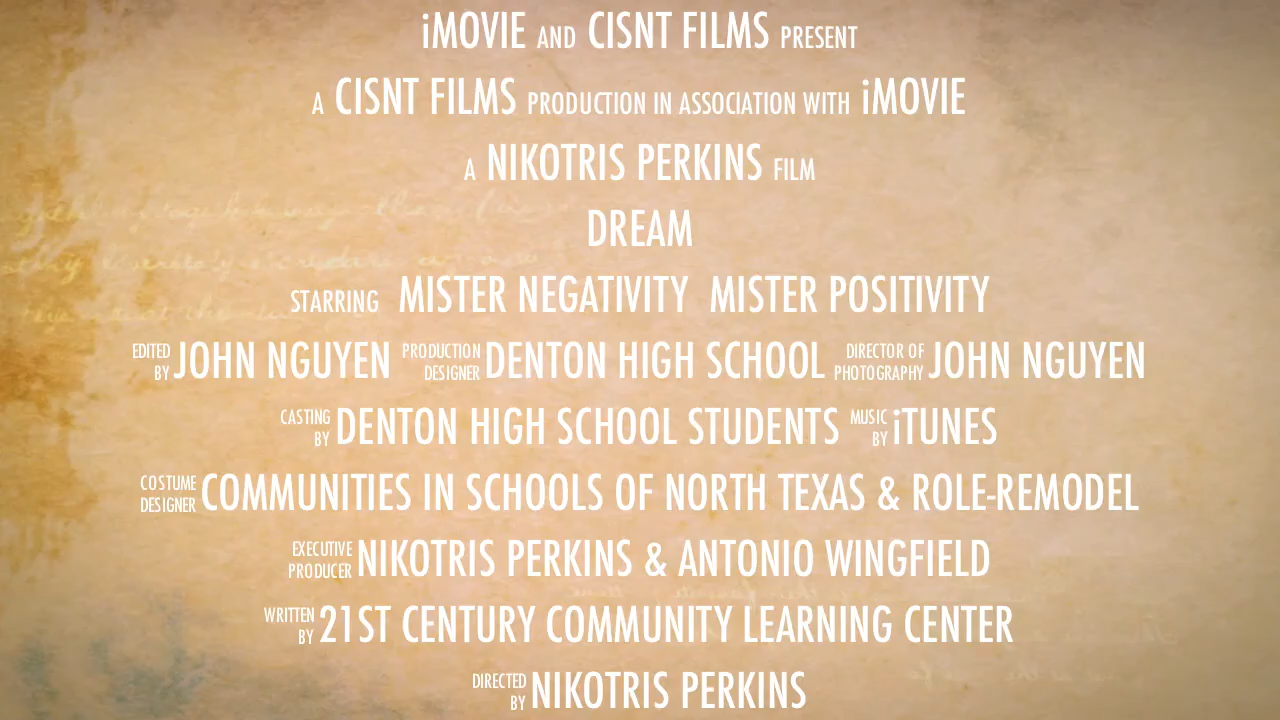 iMOVIE AND CISNT FILMS PRESENT
A CISNT FILMS PRODUCTION IN ASSOCIATION WITH iMOVIE
A NIKOTRIS PERKINS FILM
DREAM
STARRING MISTER NEGATIVITY MISTER POSITIVITY
EDITED BY JOHN NGUYEN PRODUCTION DESIGNER DENTON HIGH SCHOOL DIRECTOR OF PHOTOGRAPHY JOHN NGUYEN
CASTING BY DENTON HIGH SCHOOL STUDENTS MUSIC BY iTUNES
COSTUME DESIGNER COMMUNITIES IN SCHOOLS OF NORTH TEXAS & ROLE-REMODEL
EXECUTIVE PRODUCER NIKOTRIS PERKINS & ANTONIO WINGFIELD
WRITTEN BY 21ST CENTURY COMMUNITY LEARNING CENTER
DIRECTED BY NIKOTRIS PERKINS